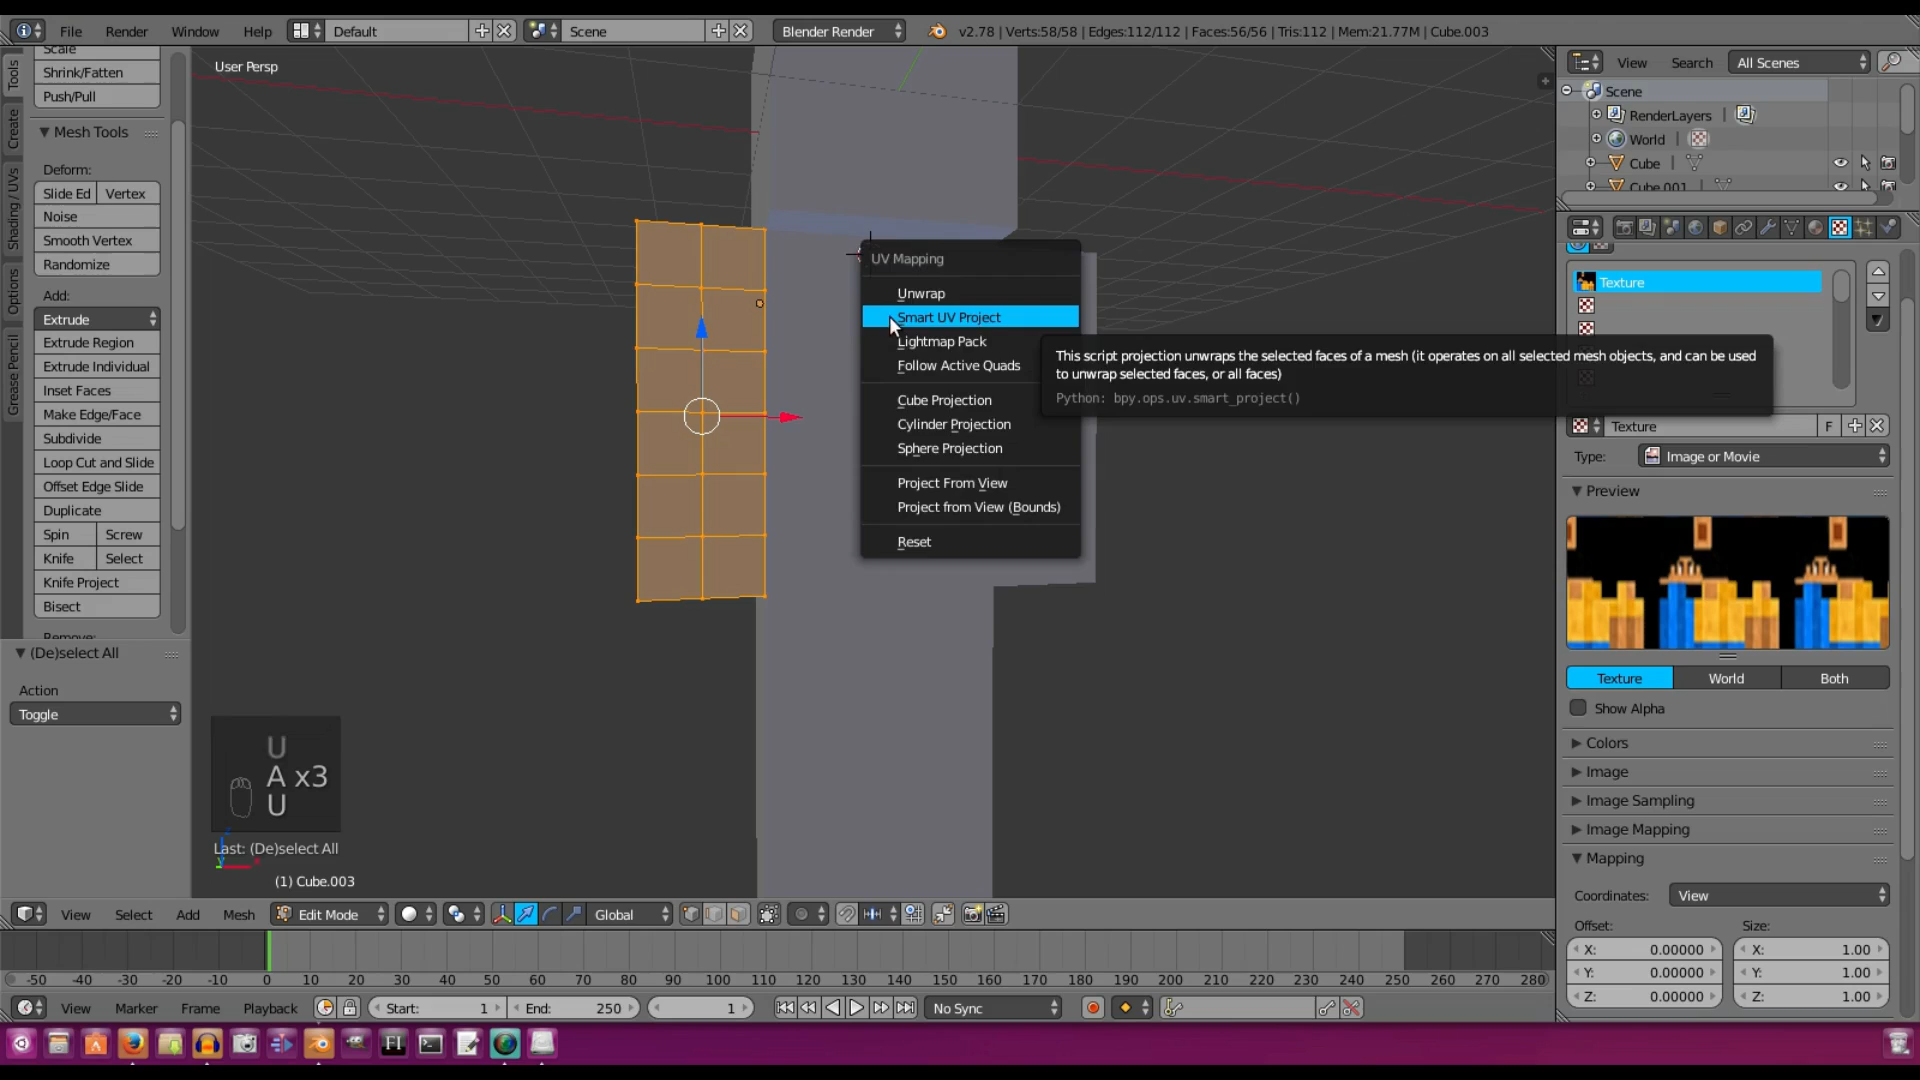 File Render Window Help Default Scene Blender Render v2.78 | Verts:58/58 | Edges:112/112 | Faces:56/56 | Tris:112 | Mem:21.77M | Cube.003
Tools
Create
Shading / UVs
Options
Grease Pencil
Scale
Shrink/Fatten
Push/Pull
Mesh Tools
Deform:
Slide Ed Vertex
Noise
Smooth Vertex
Randomize
Add:
Extrude
Extrude Region
Extrude Individual
Inset Faces
Make Edge/Face
Subdivide
Loop Cut and Slide
Offset Edge Slide
Duplicate
Spin Screw
Knife Select
Knife Project
Bisect
Remove:
(De)select All
Action
Toggle
User Persp
UV Mapping
Unwrap
Smart UV Project
Lightmap Pack
Follow Active Quads
Cube Projection
Cylinder Projection
Sphere Projection
Project From View
Project from View (Bounds)
Reset
This script projection unwraps the selected faces of a mesh (it operates on all selected mesh objects, and can be used
to unwrap selected faces, or all faces)
Python: bpy.ops.uv.smart_project()
U
A x3
U
Last: (De)select All
(1) Cube.003
View Select Add Mesh Edit Mode Global
-50 -40 -30 -20 -10 0 10 20 30 40 50 60 70 80 90 100 110 120 130 140 150 160 170 180 190 200 210 220 230 240 250 260 270 280
View Marker Frame Playback Start: 1 End: 250 1 No Sync
View Search All Scenes
Scene
RenderLayers
World
Cube
Cube.001
Texture
Texture F
Type: Image or Movie
Preview
Texture World Both
Show Alpha
Colors
Image
Image Sampling
Image Mapping
Mapping
Coordinates: View
Offset: Size:
X: 0.00000 X: 1.00
Y: 0.00000 Y: 1.00
Z: 0.00000 Z: 1.00